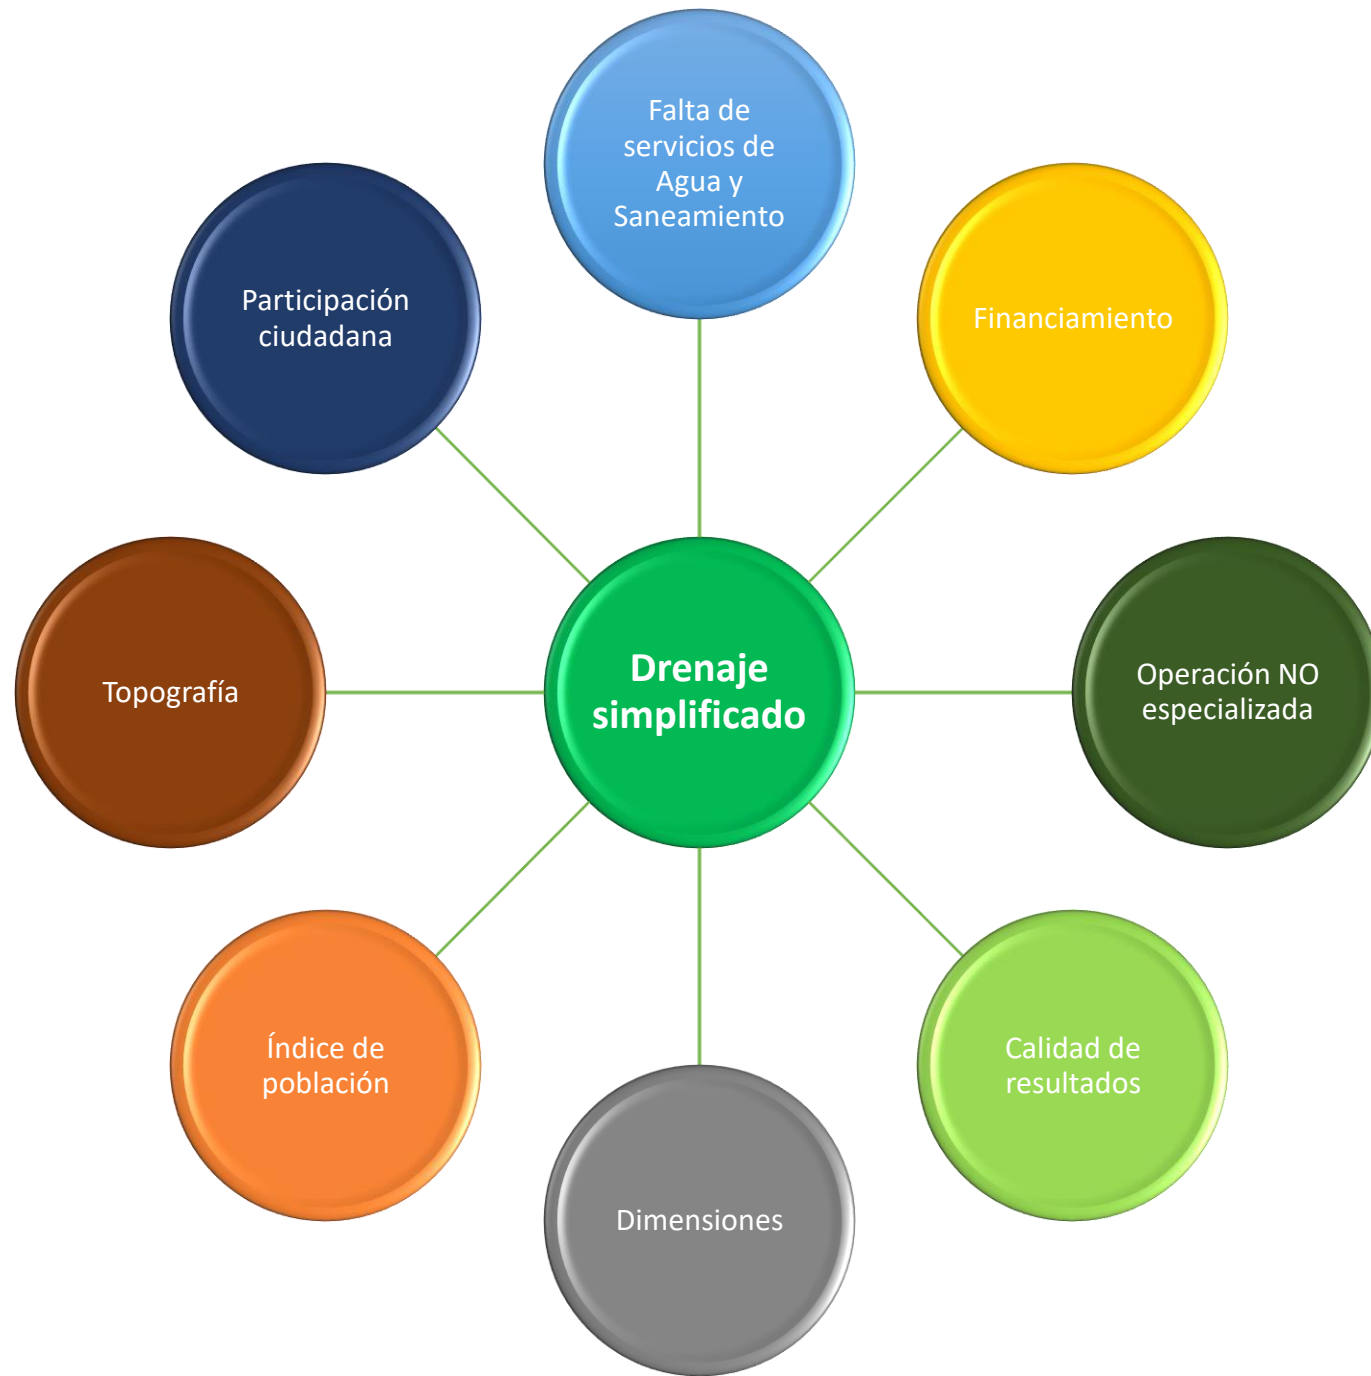 Falta de
servicios de
Agua y
Saneamiento
Financiamiento
Operación NO
especializada
Calidad de
resultados
Dimensiones
Índice de
población
Topografía
Participación
ciudadana
Drenaje
simplificado